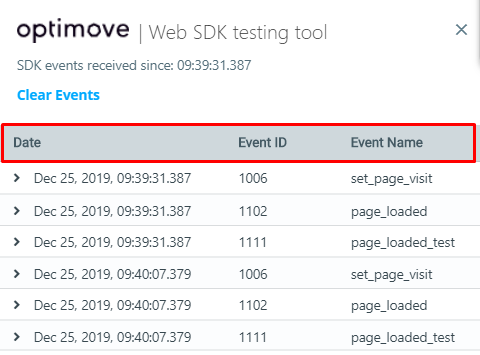 optimove | Web SDK testing tool
SDK events received since: 09:39:31.387
Clear Events
Date Event ID Event Name
Dec 25, 2019, 09:39:31.387 1006 set_page_visit
Dec 25, 2019, 09:39:31.387 1102 page_loaded
Dec 25, 2019, 09:39:31.387 1111 page_loaded_test
Dec 25, 2019, 09:40:07.379 1006 set_page_visit
Dec 25, 2019, 09:40:07.379 1102 page_loaded
Dec 25, 2019, 09:40:07.379 1111 page_loaded_test